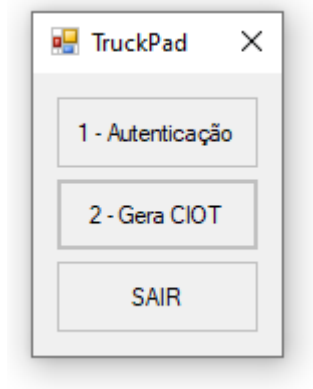 TruckPad
1 - Autenticação
2 - Gera CIOT
SAIR